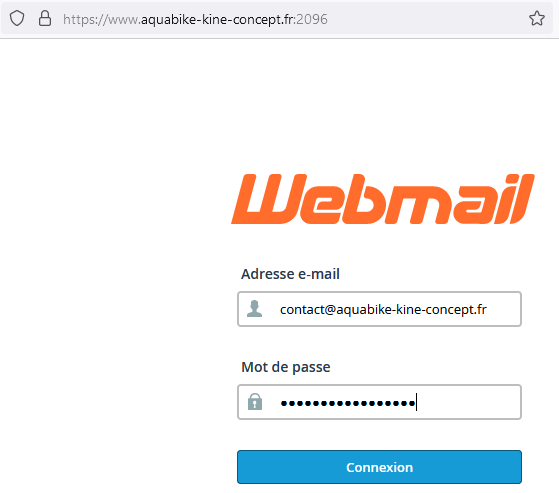 https://www.aquabike-kine-concept.fr:2096
Webmail
Adresse e-mail
contact@aquabike-kine-concept.fr
Mot de passe
•••••••••••••••••
Connexion